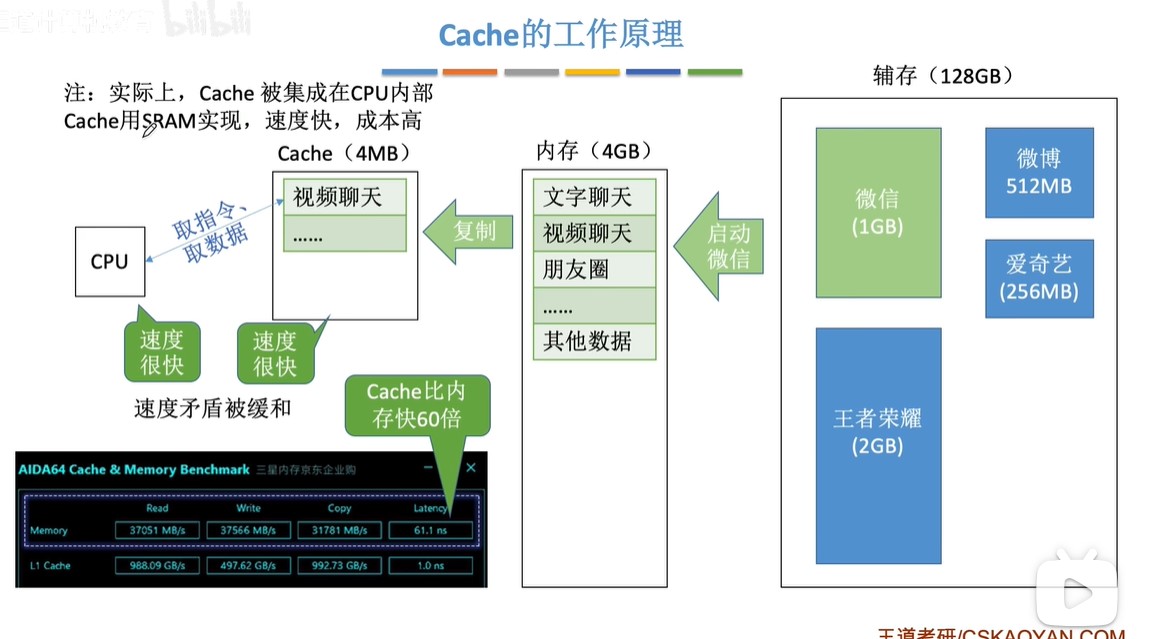 bilibili
Cache的工作原理
注：实际上，Cache 被集成在CPU内部
Cache用SRAM实现，速度快，成本高
Cache（4MB）
视频聊天
……
取指令、
取数据
CPU
速度
很快
速度
很快
速度矛盾被缓和
复制
内存（4GB）
文字聊天
视频聊天
朋友圈
……
其他数据
启动
微信
辅存（128GB）
微信
(1GB)
微博
512MB
爱奇艺
(256MB)
王者荣耀
(2GB)
Cache比内
存快60倍
AIDA64 Cache & Memory Benchmark 三星内存京东企业购
Read Write Copy Latency
Memory 37051 MB/s 37566 MB/s 31781 MB/s 61.1 ns
L1 Cache 988.09 GB/s 497.62 GB/s 992.73 GB/s 1.0 ns
王道考研/CSKAOYAN.COM